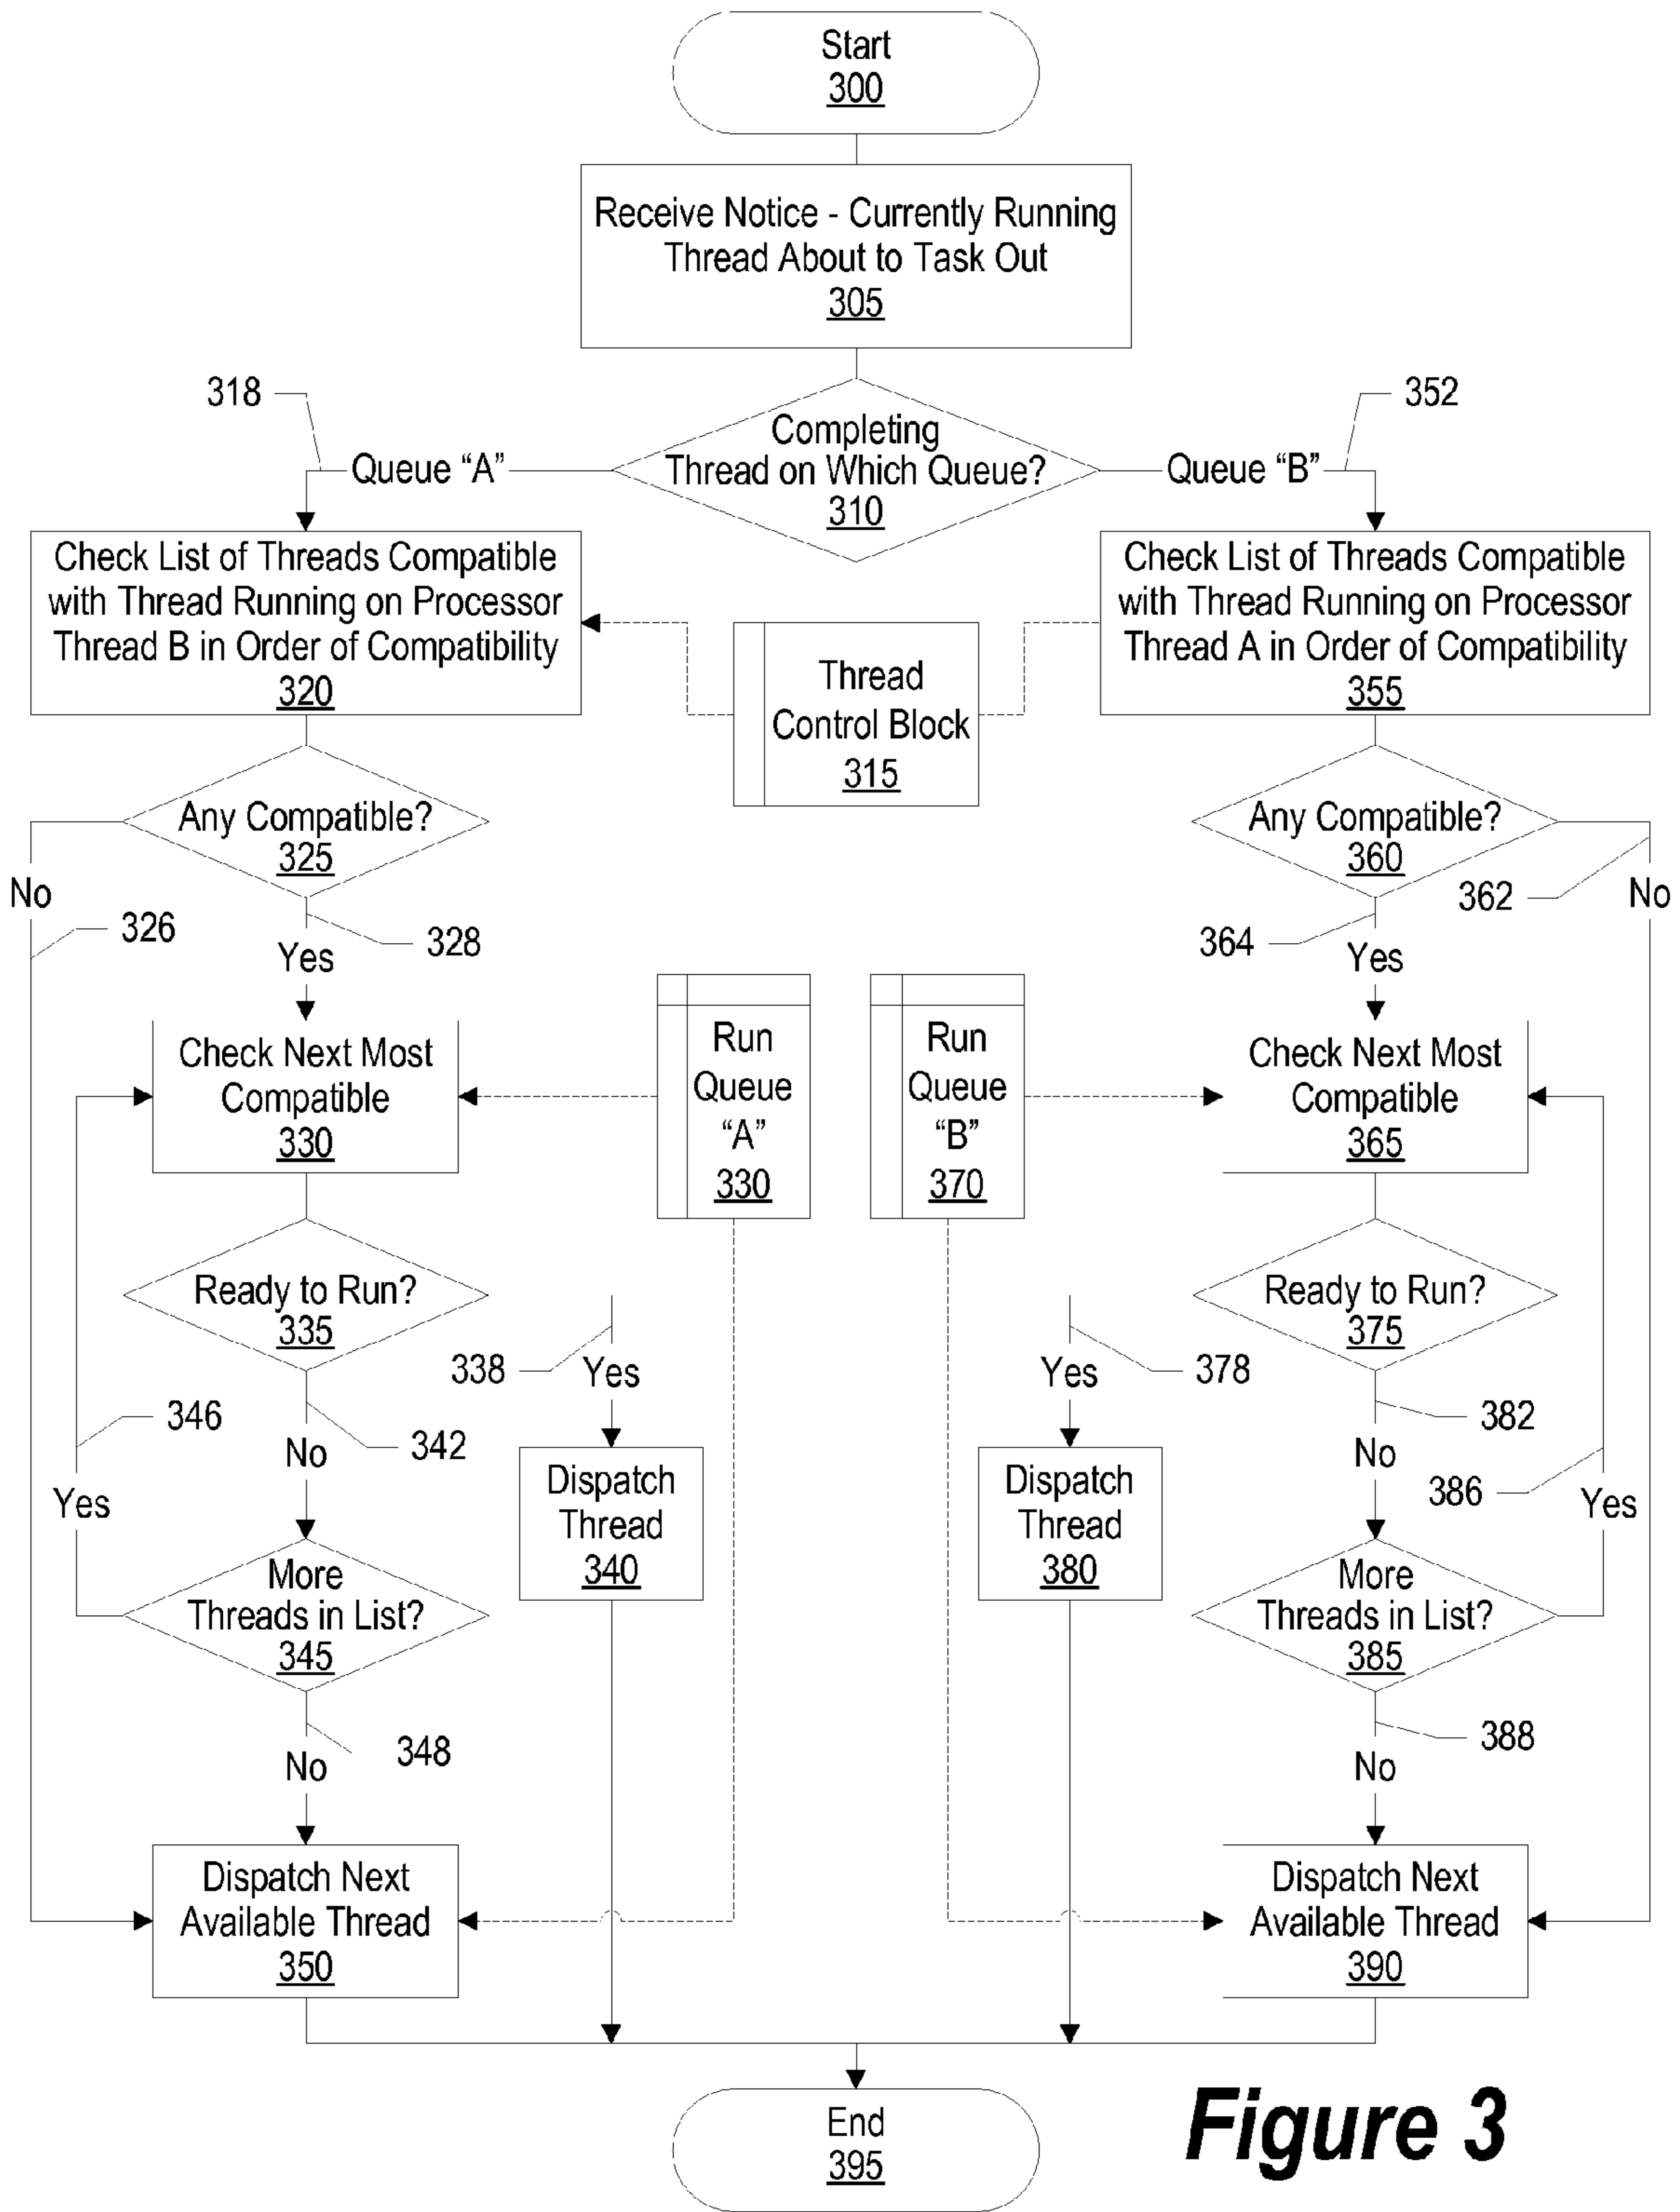 Start
300
Receive Notice - Currently Running
Thread About to Task Out
305
318
352
Completing
Thread on Which Queue?
310
Queue “A”
Queue “B”
Check List of Threads Compatible
with Thread Running on Processor
Thread B in Order of Compatibility
320
Thread
Control Block
315
Check List of Threads Compatible
with Thread Running on Processor
Thread A in Order of Compatibility
355
Any Compatible?
325
Any Compatible?
360
No
326
328
Yes
362
No
364
Yes
Check Next Most
Compatible
330
Run
Queue
“A”
330
Run
Queue
“B”
370
Check Next Most
Compatible
365
Ready to Run?
335
338
Yes
Yes
378
Ready to Run?
375
346
342
No
Yes
382
No
386
Yes
Dispatch
Thread
340
Dispatch
Thread
380
More
Threads in List?
345
More
Threads in List?
385
348
No
388
No
Dispatch Next
Available Thread
350
Dispatch Next
Available Thread
390
End
395
Figure 3